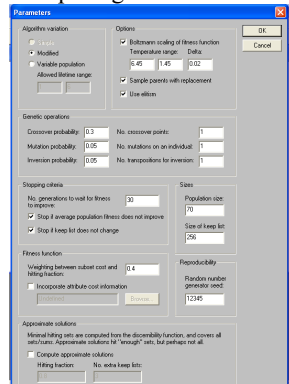 Parameters
Algorithm variation
Simple
Modified
Variable population
Allowed lifetime range:
Options
Boltzmann scaling of fitness function
Temperature range: Delta:
6.45 1.45 0.02
Sample parents with replacement
Use elitism
OK
Cancel
Genetic operations
Crossover probability: 0.3 No. crossover points: 1
Mutation probability: 0.05 No. mutations on an individual: 1
Inversion probability: 0.05 No. transpositions for inversion: 1
Stopping criteria
No. generations to wait for fitness to improve: 30
Stop if average population fitness does not improve
Stop if keep list does not change
Sizes
Population size:
70
Size of keep list:
256
Fitness function
Weighting between subset cost and hitting fraction: 0.4
Incorporate attribute cost information
Browse...
Reproducibility
Random number generator seed:
12345
Approximate solutions
Minimal hitting sets are computed from the discernibility function, and covers all
sets/sums. Approximate solutions hit "enough" sets, but perhaps not all.
Compute approximate solutions
Hitting fraction: No. extra keep lists: